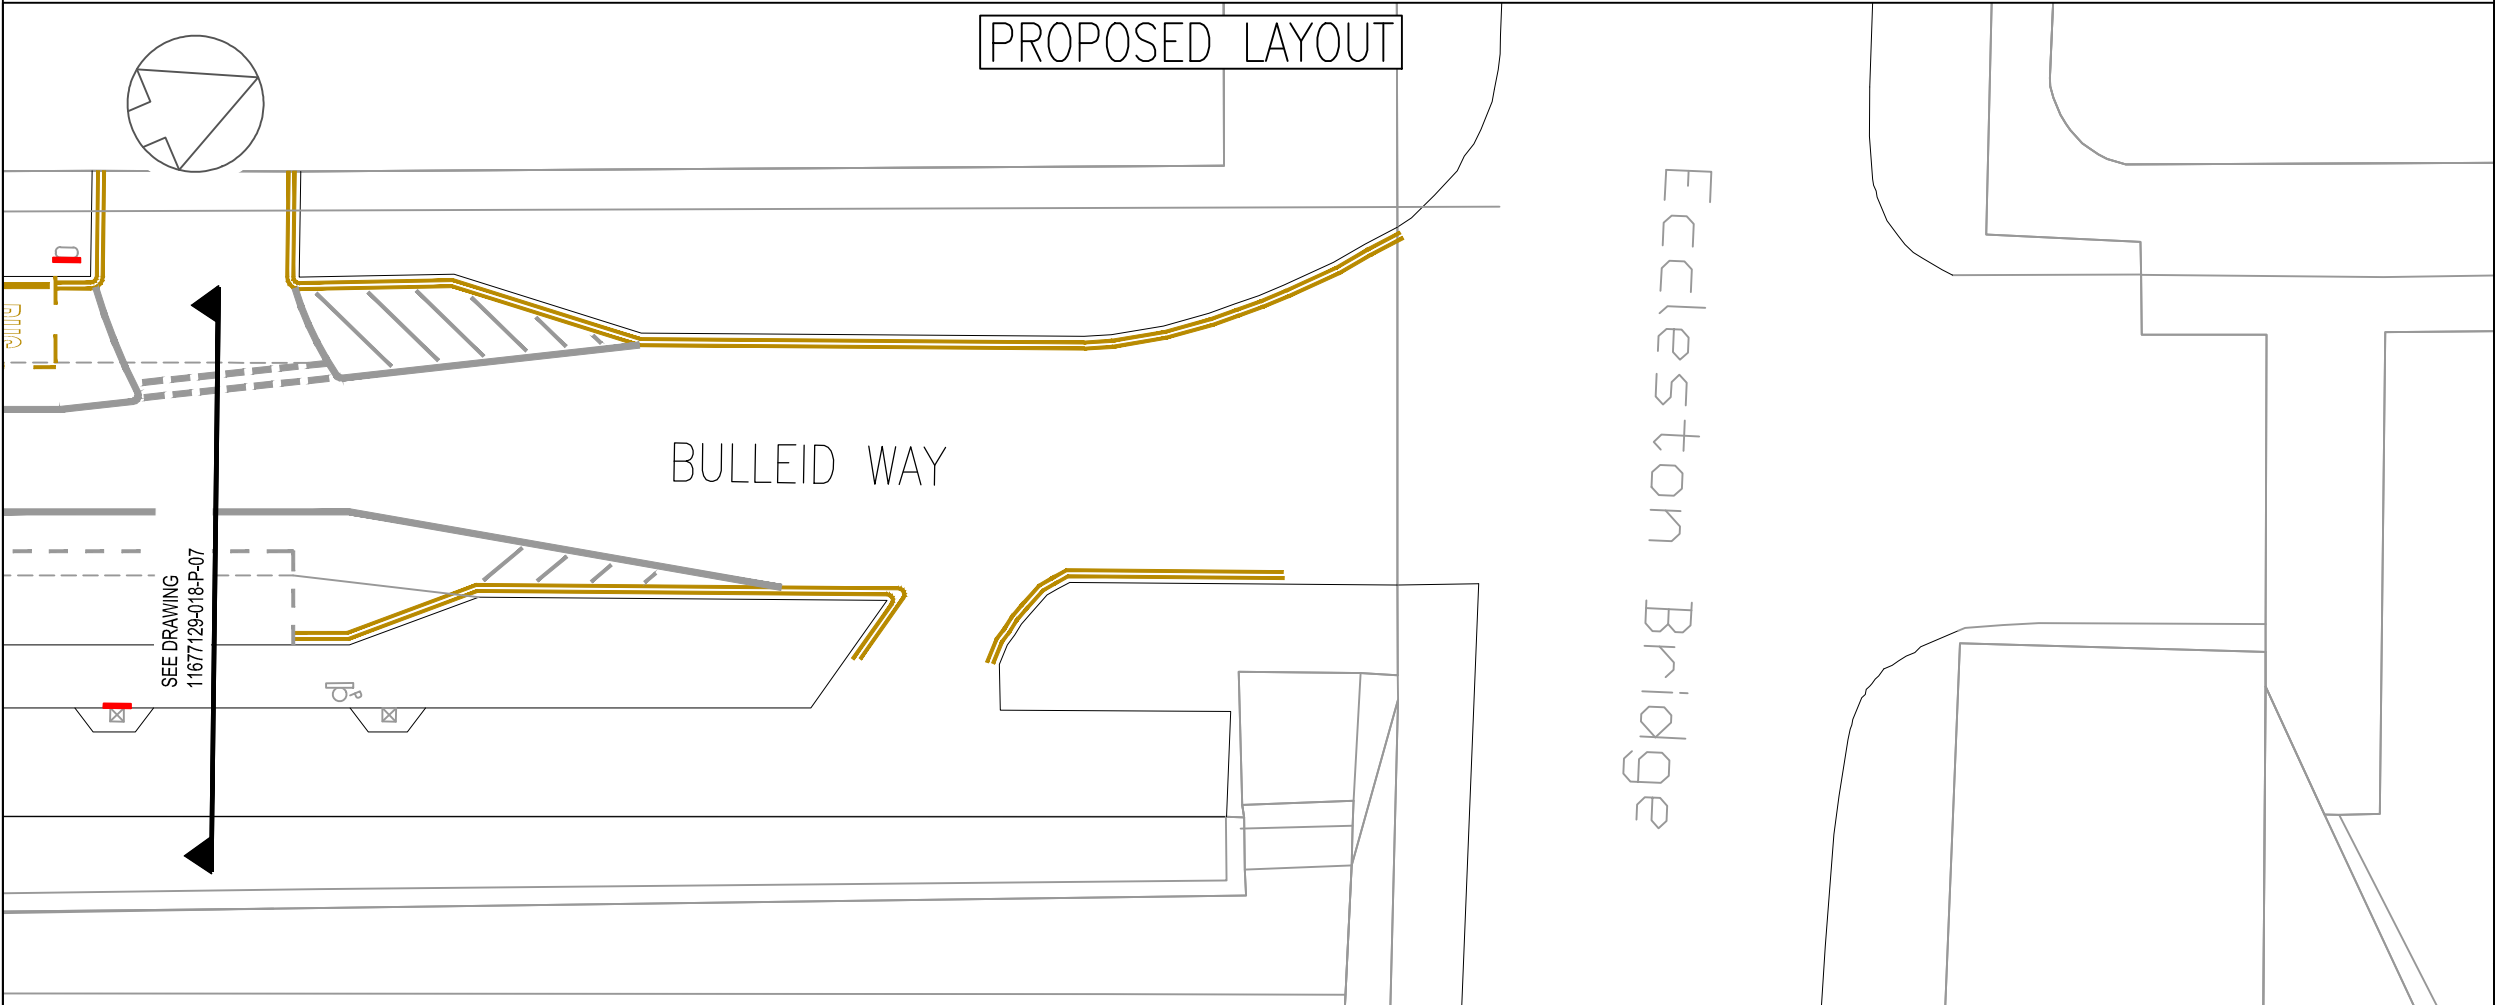 PROPOSED LAYOUT
BULLEID WAY
Eccleston Bridge
SEE DRAWING
11677129-018-P-07